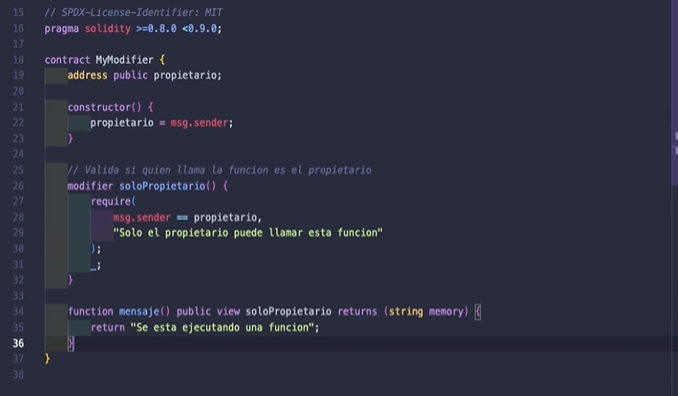 15 // SPDX-License-Identifier: MIT
16 pragma solidity >=0.8.0 <0.9.0;
17
18 contract MyModifier {
19 address public propietario;
20
21 constructor() {
22 propietario = msg.sender;
23 }
24
25 // Valida si quien llama la funcion es el propietario
26 modifier soloPropietario() {
27 require(
28 msg.sender == propietario,
29 "Solo el propietario puede llamar esta funcion"
30 );
31 _;
32 }
33
34 function mensaje() public view soloPropietario returns (string memory) {
35 return "Se esta ejecutando una funcion";
36 }
37 }
38